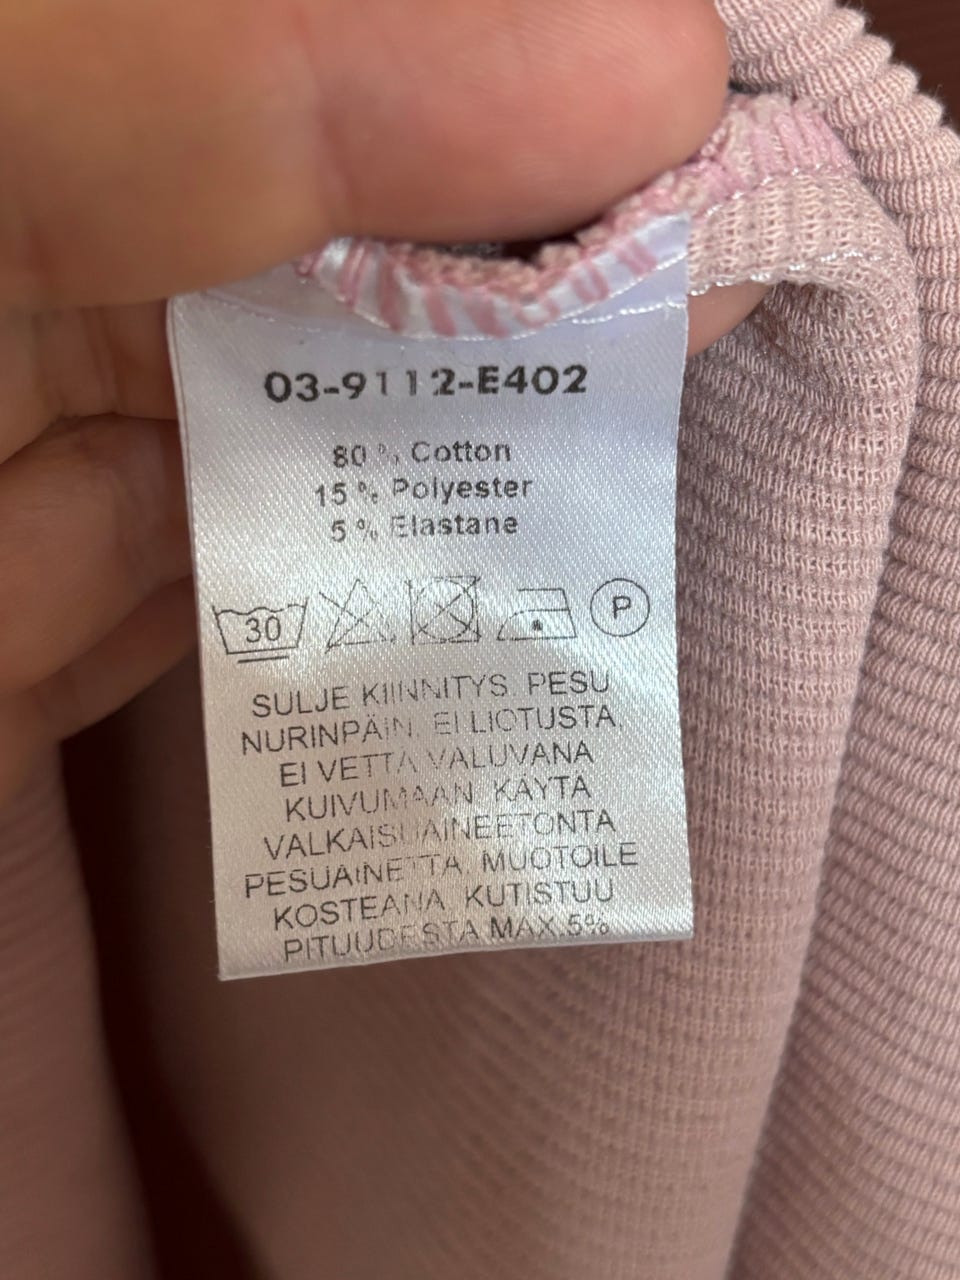 03-9112-E402
80 % Cotton
15 % Polyester
5 % Elastane
30 P
SULJE KIINNITYS. PESU
NURINPÄIN. EI LIOTUSTA,
EI VETTÄ VALUVANA
KUIVUMAAN. KÄYTÄ
VALKAISUAINEETONTA
PESUAINETTA. MUOTOILE
KOSTEANA. KUTISTUU
PITUUDESTA MAX.5%